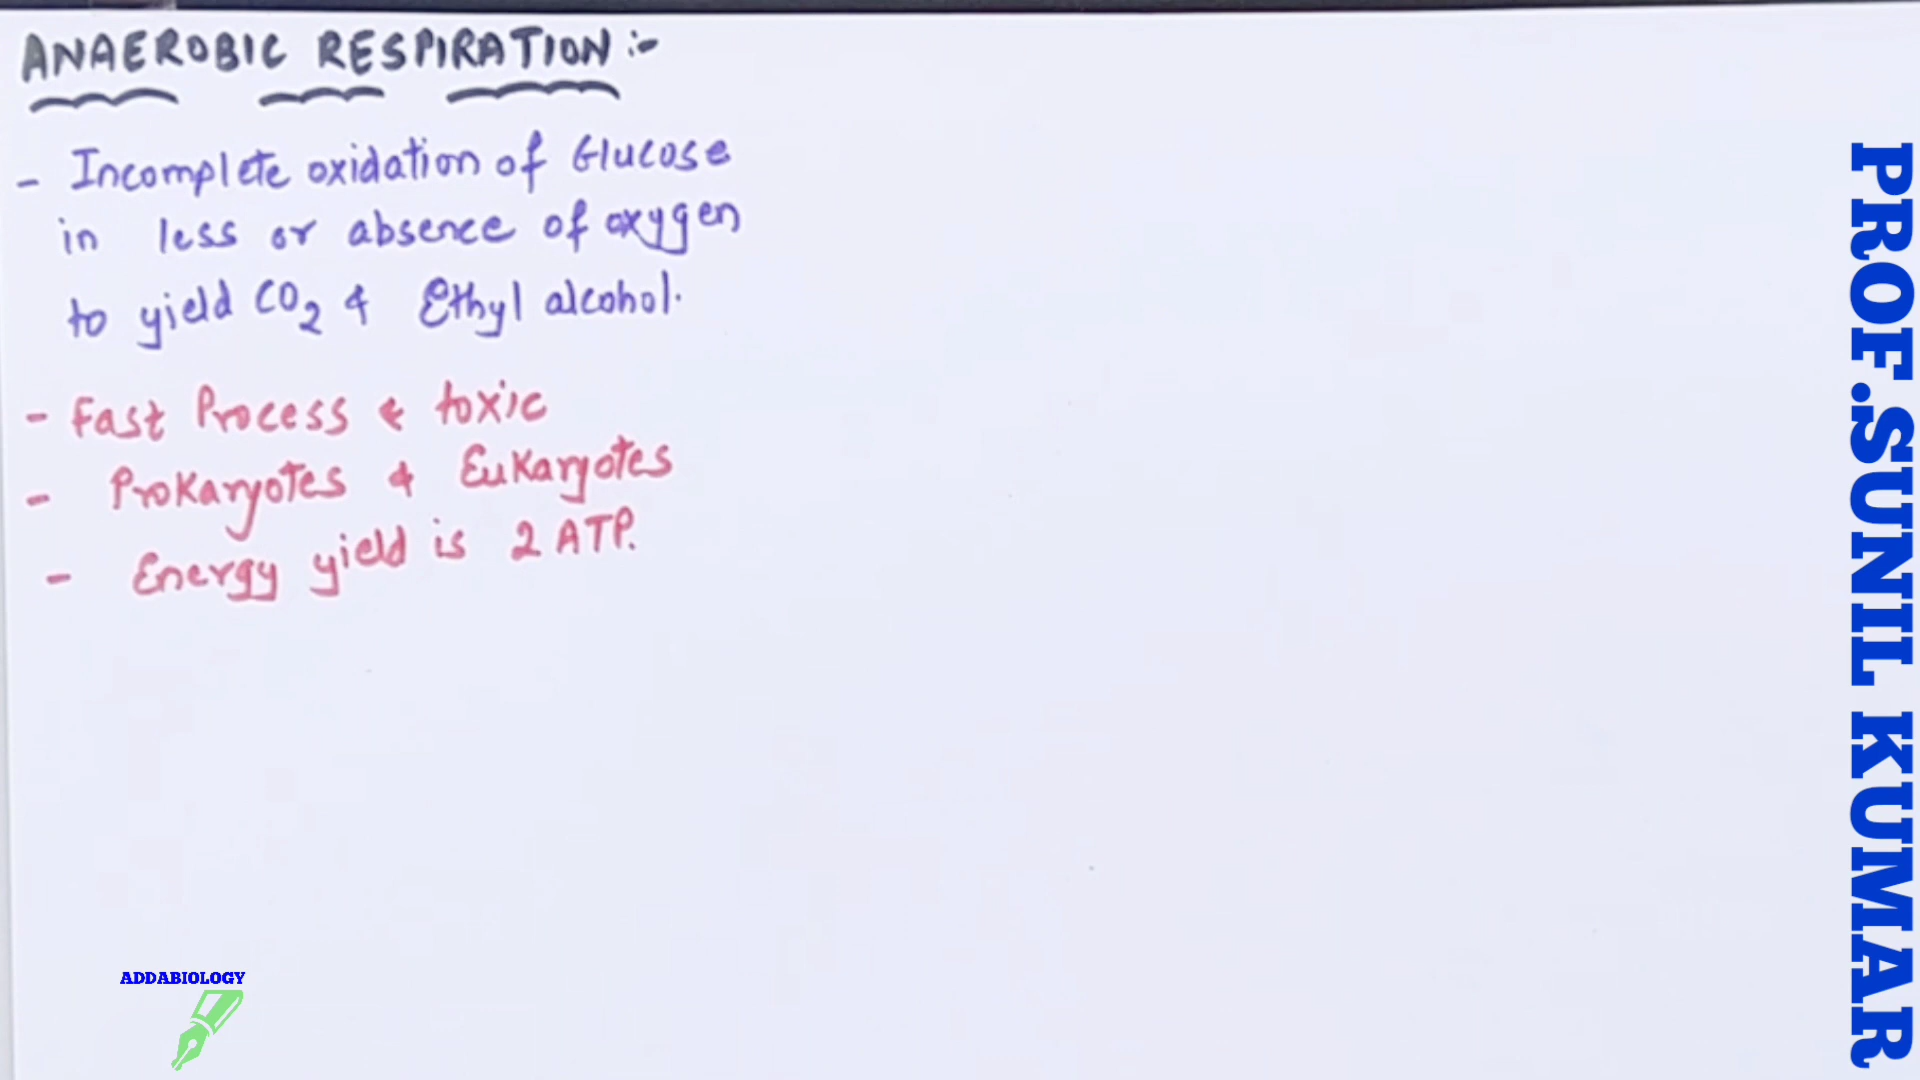 ANAEROBIC RESPIRATION :-
- Incomplete oxidation of Glucose
in less or absence of oxygen
to yield CO2 & Ethyl alcohol.
- Fast Process & toxic
- Prokaryotes & Eukaryotes
- Energy yield is 2 ATP.
ADDABIOLOGY
PROF.SUNIL KUMAR